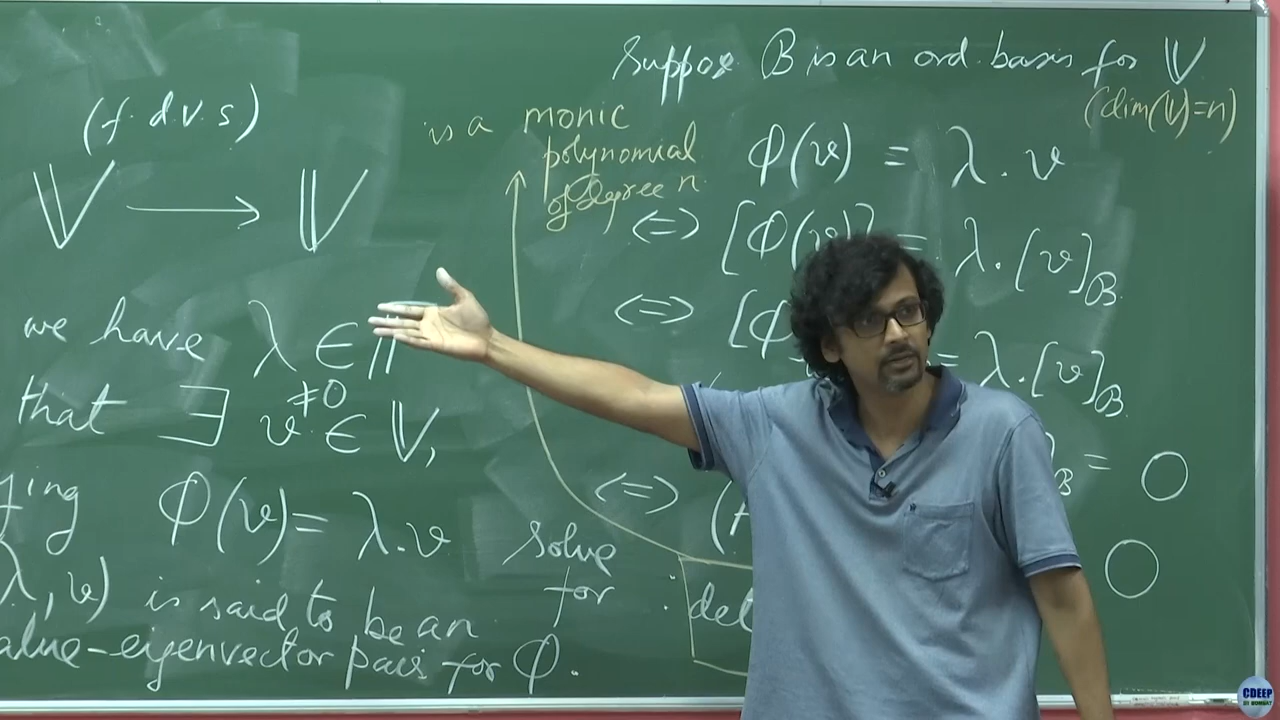 (f. d. v. s)
𝕍 → 𝕍
we have λ ∈
that ∃ v ≠0 ∈ 𝕍,
ying Φ(v) = λ.v
λ, v) is said to be an
alue-eigenvector pair for Φ.
is a monic
polynomial
of degree n.
Suppose B is an ord. basis for 𝕍
(dim(𝕍)=n)
Φ(v) = λ.v
<=> [Φ(v)] = λ.[v]B
<=> [Φ = λ.[v]B
<=> ( B = 0
Solve
for : det 0
CDEEP
IIT BOMBAY